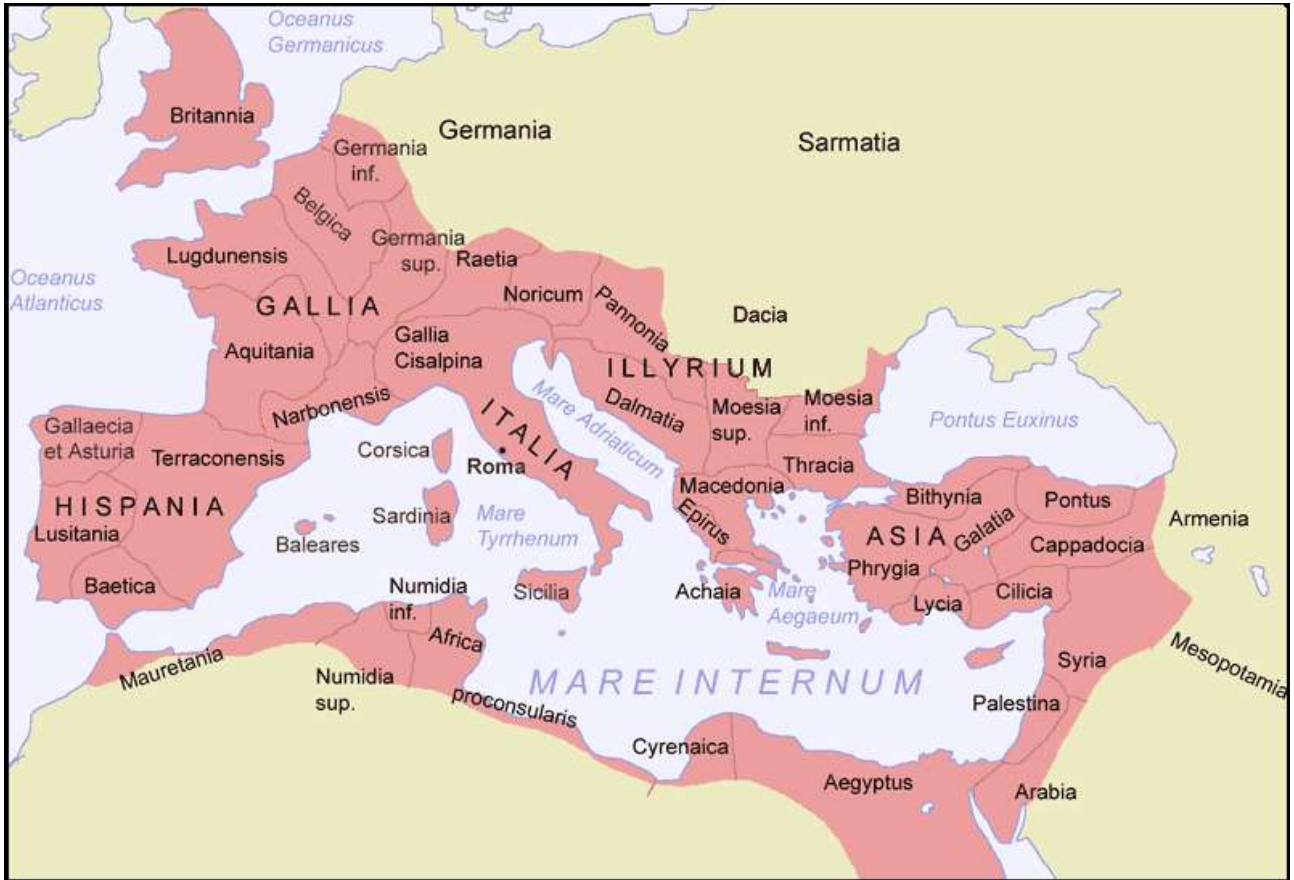 Oceanus
Germanicus
Britannia
Germania
Sarmatia
Germania
inf.
Belgica
Lugdunensis
Germania
sup.
Raetia
Oceanus
Atlanticus
GALLIA
Noricum
Pannonia
Dacia
Aquitania
Gallia
Cisalpina
ILLYRIUM
Narbonensis
ITALIA
Mare Adriaticum
Dalmatia
Moesia
sup.
Moesia
inf.
Pontus Euxinus
Gallaecia
et Asturia
Terraconensis
Corsica
Roma
Thracia
HISPANIA
Macedonia
Bithynia
Pontus
Lusitania
Sardinia
Mare
Tyrrhenum
Epirus
ASIA
Galatia
Armenia
Baleares
Cappadocia
Baetica
Numidia
inf.
Sicilia
Achaia
Mare
Aegaeum
Phrygia
Lycia
Cilicia
Africa
proconsularis
Mauretania
Numidia
sup.
MARE INTERNUM
Syria
Mesopotamia
Palestina
Cyrenaica
Aegyptus
Arabia